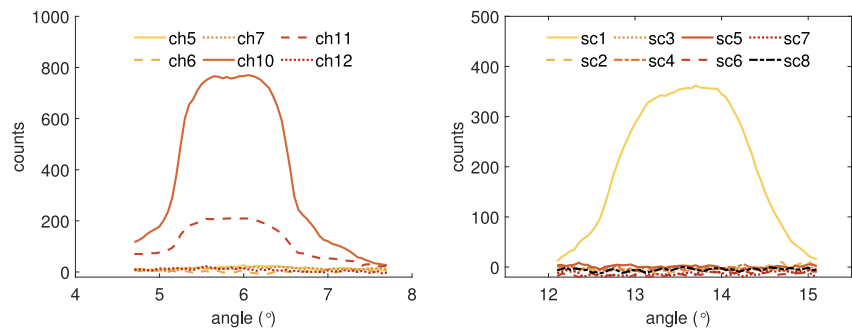 1000
800
600
400
200
0
counts
ch5 ch7 ch11
ch6 ch10 ch12
4 5 6 7 8
angle (°)
500
400
300
200
100
0
counts
sc1 sc3 sc5 sc7
sc2 sc4 sc6 sc8
12 13 14 15
angle (°)